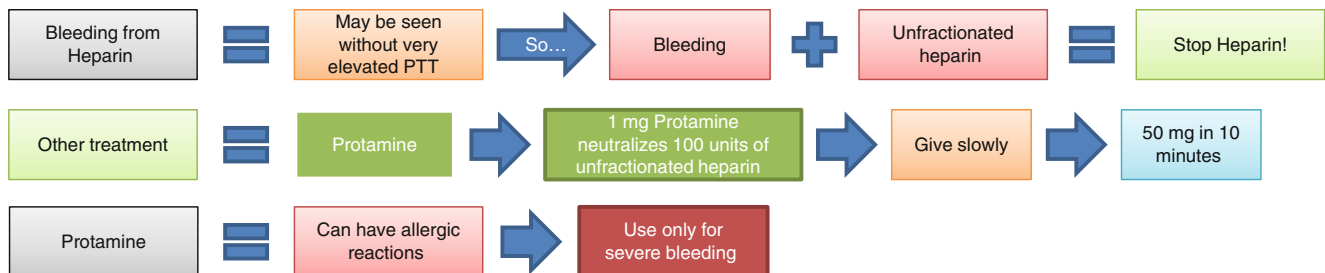 Bleeding from
Heparin
May be seen
without very
elevated PTT
So…
Bleeding
Unfractionated
heparin
Stop Heparin!
Other treatment
Protamine
1 mg Protamine
neutralizes 100 units of
unfractionated heparin
Give slowly
50 mg in 10
minutes
Protamine
Can have allergic
reactions
Use only for
severe bleeding